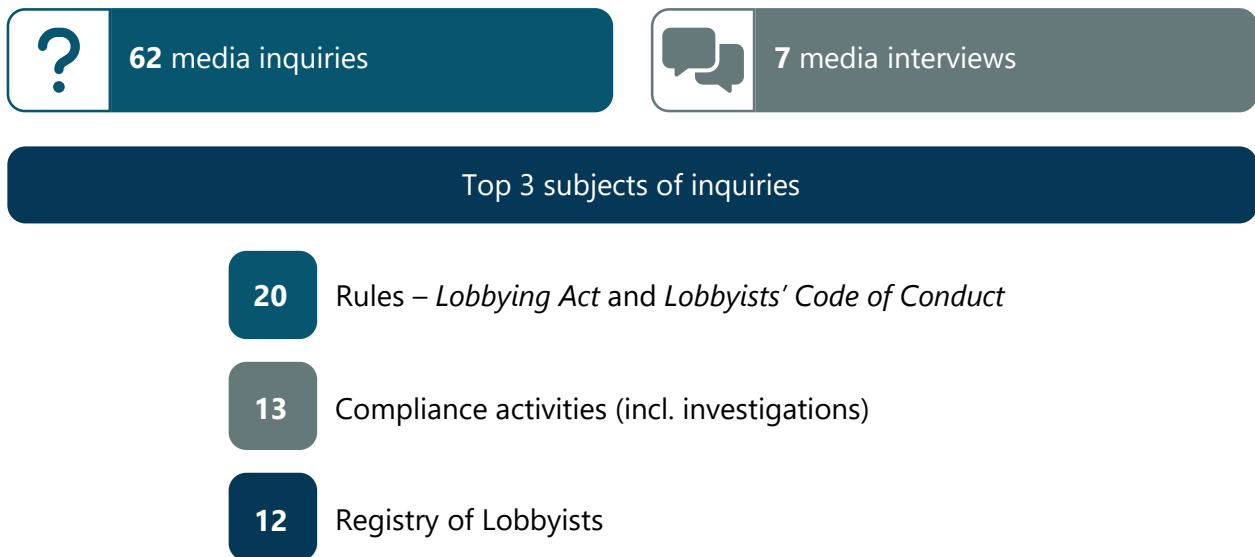 62 media inquiries
7 media interviews
Top 3 subjects of inquiries
20 Rules – Lobbying Act and Lobbyists’ Code of Conduct
13 Compliance activities (incl. investigations)
12 Registry of Lobbyists